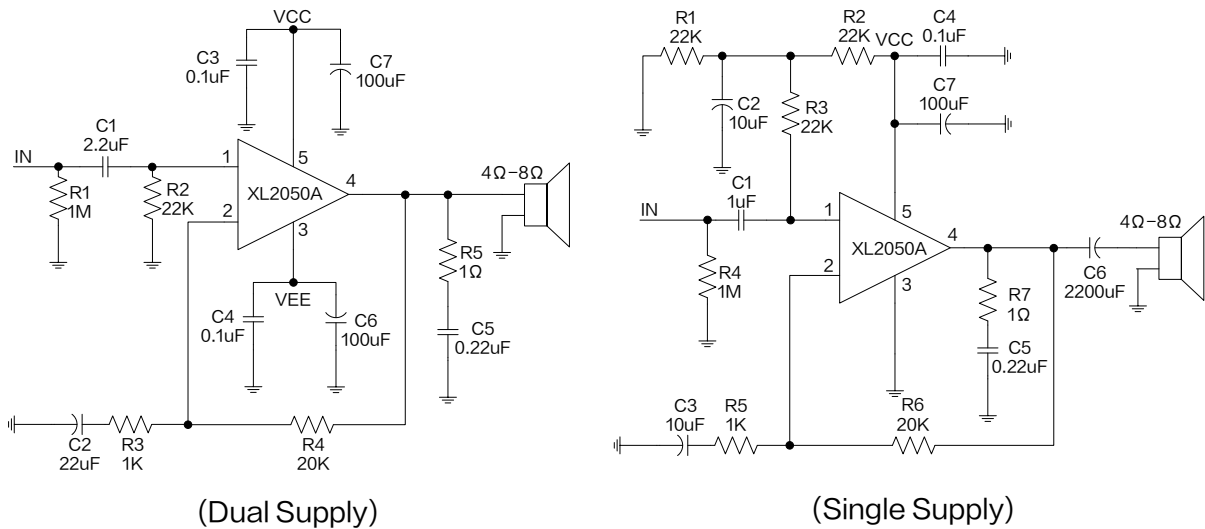 VCC
C3
0.1uF
C7
100uF
C1
2.2uF
IN
1
5
4
4Ω-8Ω
R1
1M
R2
22K
XL2050A
2
3
R5
1Ω
VEE
C4
0.1uF
C6
100uF
C5
0.22uF
C2
22uF
R3
1K
R4
20K
(Dual Supply)
R1
22K
R2
22K
VCC
C4
0.1uF
C2
10uF
R3
22K
C7
100uF
C1
1uF
IN
1
5
4
4Ω-8Ω
XL2050A
R4
1M
2
3
C6
2200uF
R7
1Ω
C5
0.22uF
C3
10uF
R5
1K
R6
20K
(Single Supply)